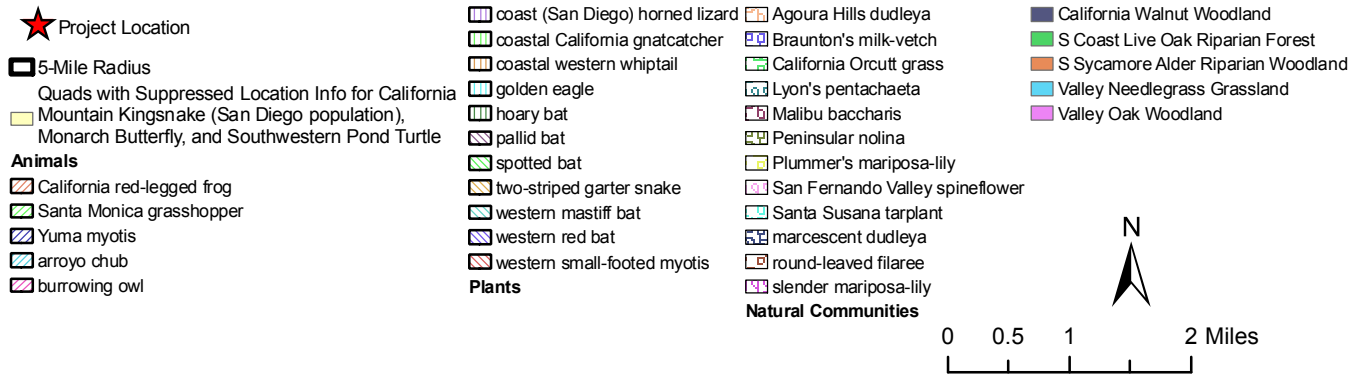 Project Location
5-Mile Radius
Quads with Suppressed Location Info for California
Mountain Kingsnake (San Diego population),
Monarch Butterfly, and Southwestern Pond Turtle
Animals
California red-legged frog
Santa Monica grasshopper
Yuma myotis
arroyo chub
burrowing owl
coast (San Diego) horned lizard
coastal California gnatcatcher
coastal western whiptail
golden eagle
hoary bat
pallid bat
spotted bat
two-striped garter snake
western mastiff bat
western red bat
western small-footed myotis
Plants
Agoura Hills dudleya
Braunton's milk-vetch
California Orcutt grass
Lyon's pentachaeta
Malibu baccharis
Peninsular nolina
Plummer's mariposa-lily
San Fernando Valley spineflower
Santa Susana tarplant
marcescent dudleya
round-leaved filaree
slender mariposa-lily
Natural Communities
California Walnut Woodland
S Coast Live Oak Riparian Forest
S Sycamore Alder Riparian Woodland
Valley Needlegrass Grassland
Valley Oak Woodland
N
0 0.5 1 2 Miles